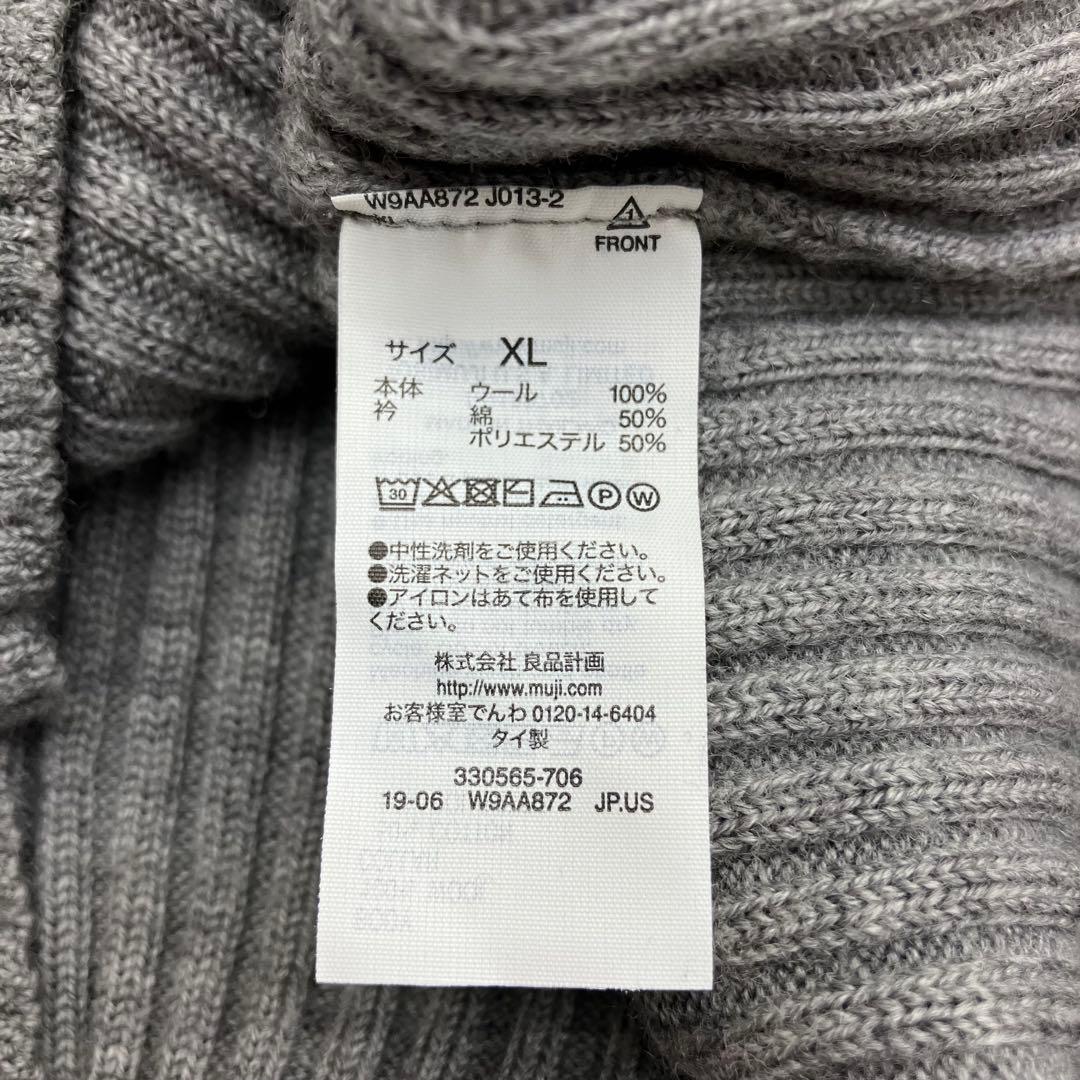 W9AA872 J013-2
1
FRONT
サイズ XL
本体 ウール 100%
衿 綿 50%
ポリエステル 50%
30 P W
●中性洗剤をご使用ください。
●洗濯ネットをご使用ください。
●アイロンはあて布を使用して
ください。
株式会社 良品計画
http://www.muji.com
お客様室でんわ 0120-14-6404
タイ製
330565-706
19-06 W9AA872 JP.US